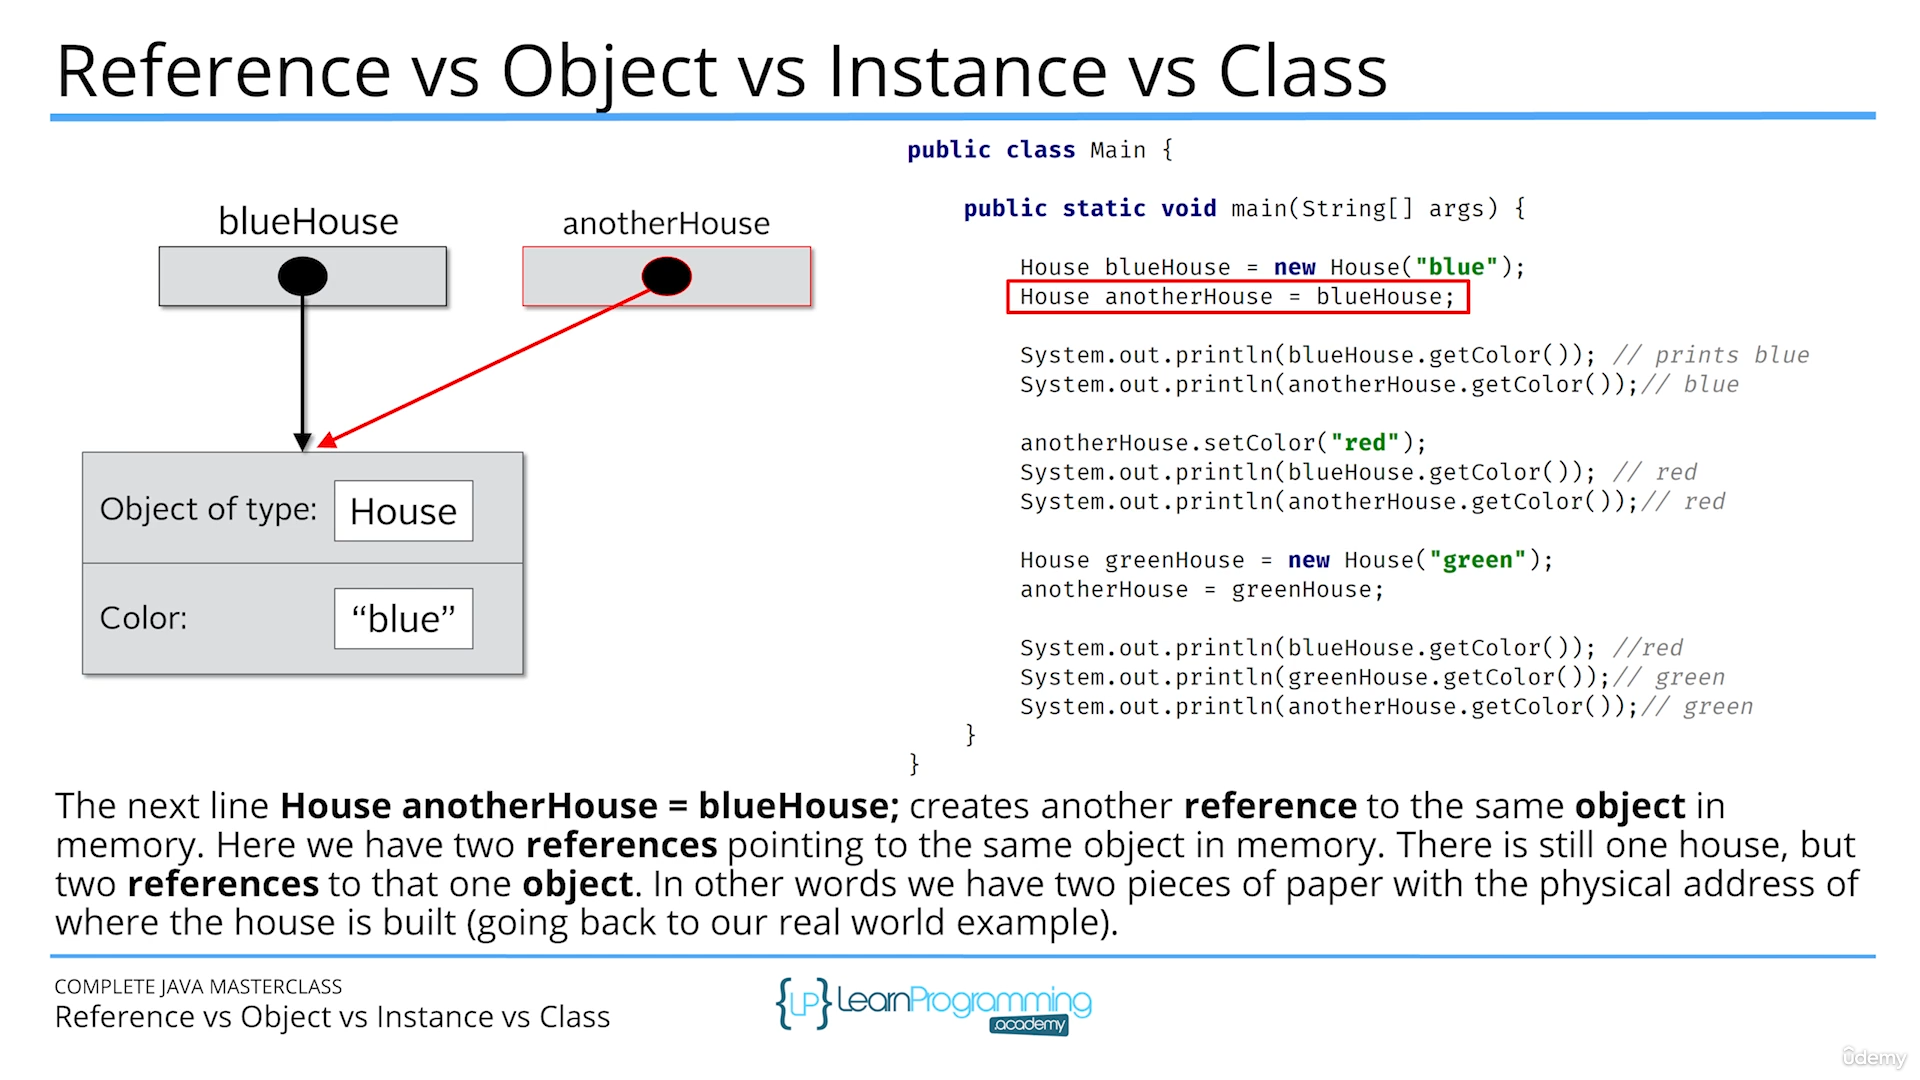 Reference vs Object vs Instance vs Class
blueHouse
anotherHouse
Object of type: House
Color: “blue”
public class Main {
public static void main(String[] args) {
House blueHouse = new House("blue");
House anotherHouse = blueHouse;
System.out.println(blueHouse.getColor()); // prints blue
System.out.println(anotherHouse.getColor());// blue
anotherHouse.setColor("red");
System.out.println(blueHouse.getColor()); // red
System.out.println(anotherHouse.getColor());// red
House greenHouse = new House("green");
anotherHouse = greenHouse;
System.out.println(blueHouse.getColor()); //red
System.out.println(greenHouse.getColor());// green
System.out.println(anotherHouse.getColor());// green
}
}
The next line House anotherHouse = blueHouse; creates another reference to the same object in
memory. Here we have two references pointing to the same object in memory. There is still one house, but
two references to that one object. In other words we have two pieces of paper with the physical address of
where the house is built (going back to our real world example).
COMPLETE JAVA MASTERCLASS
Reference vs Object vs Instance vs Class
{LP} LearnProgramming
.academy
ûdemy